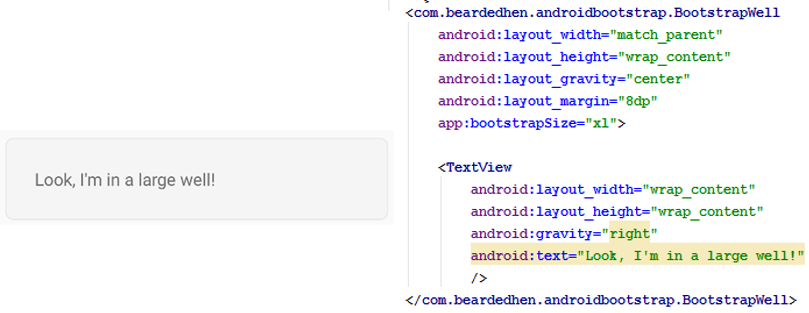 Look, I'm in a large well!
<com.beardedhen.androidbootstrap.BootstrapWell
android:layout_width="match_parent"
android:layout_height="wrap_content"
android:layout_gravity="center"
android:layout_margin="8dp"
app:bootstrapSize="xl">
<TextView
android:layout_width="wrap_content"
android:layout_height="wrap_content"
android:gravity="right"
android:text="Look, I'm in a large well!"
/>
</com.beardedhen.androidbootstrap.BootstrapWell>